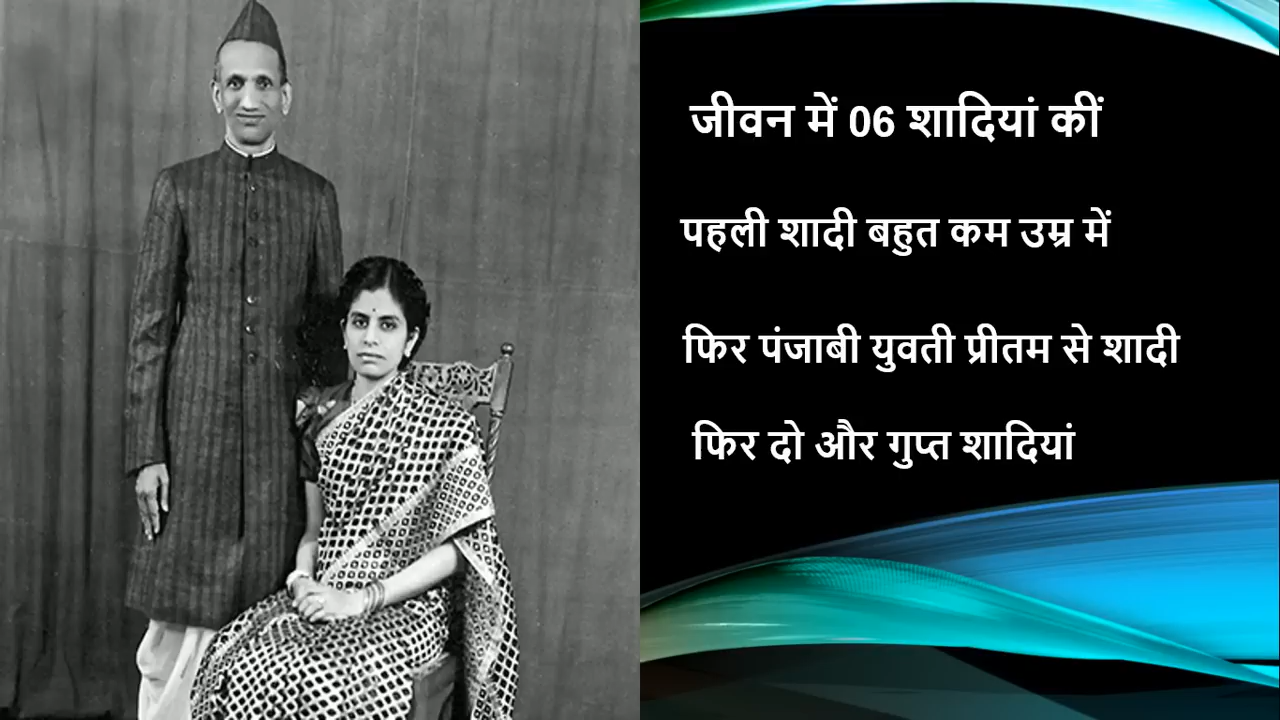 जीवन में 06 शादियां कीं
पहली शादी बहुत कम उम्र में
फिर पंजाबी युवती प्रीतम से शादी
फिर दो और गुप्त शादियां